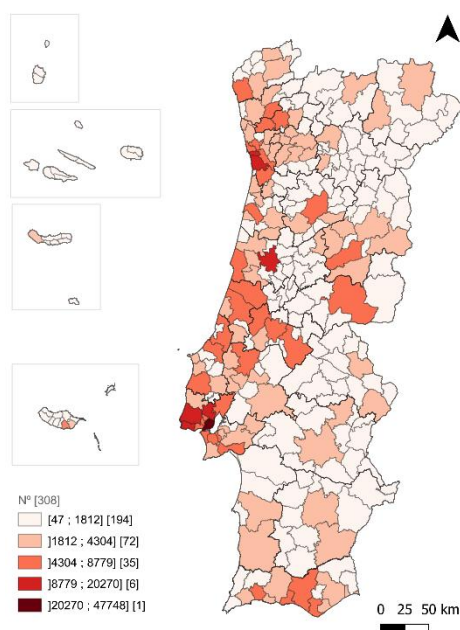 Nº [308]
[47 ; 1812] [194]
]1812 ; 4304] [72]
]4304 ; 8779] [35]
]8779 ; 20270] [6]
]20270 ; 47748] [1]
0 25 50 km